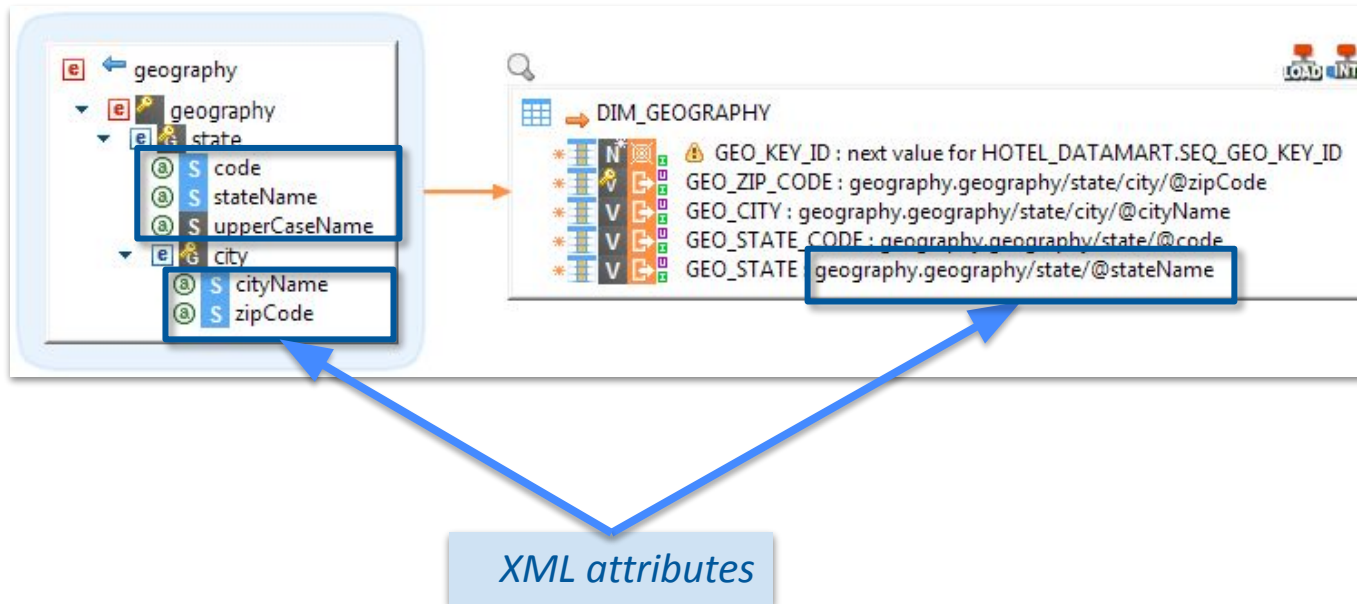 geography
geography
state
code
stateName
upperCaseName
city
cityName
zipCode
LOAD
DIM_GEOGRAPHY
GEO_KEY_ID : next value for HOTEL_DATAMART.SEQ_GEO_KEY_ID
GEO_ZIP_CODE : geography.geography/state/city/@zipCode
GEO_CITY : geography.geography/state/city/@cityName
GEO_STATE_CODE : geography.geography/state/@code
GEO_STATE : geography.geography/state/@stateName
XML attributes